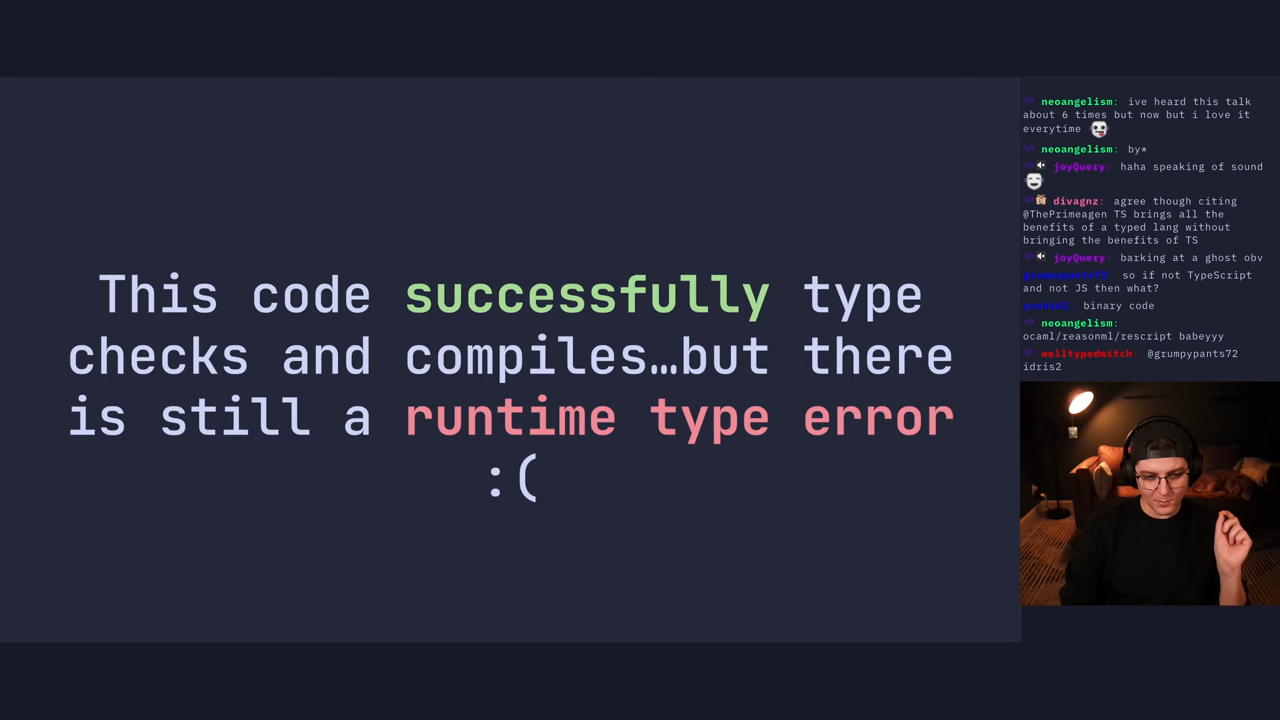 This code successfully type
checks and compiles…but there
is still a runtime type error
:(
neoangelism: ive heard this talk
about 6 times but now but i love it
everytime
neoangelism: by*
joyQuery: haha speaking of sound
divagnz: agree though citing
@ThePrimeagen TS brings all the
benefits of a typed lang without
bringing the benefits of TS
joyQuery: barking at a ghost obv
grumpypants72: so if not TypeScript
and not JS then what?
binary code
neoangelism:
ocaml/reasonml/rescript babeyyy
welltypedwitch: @grumpypants72
idris2